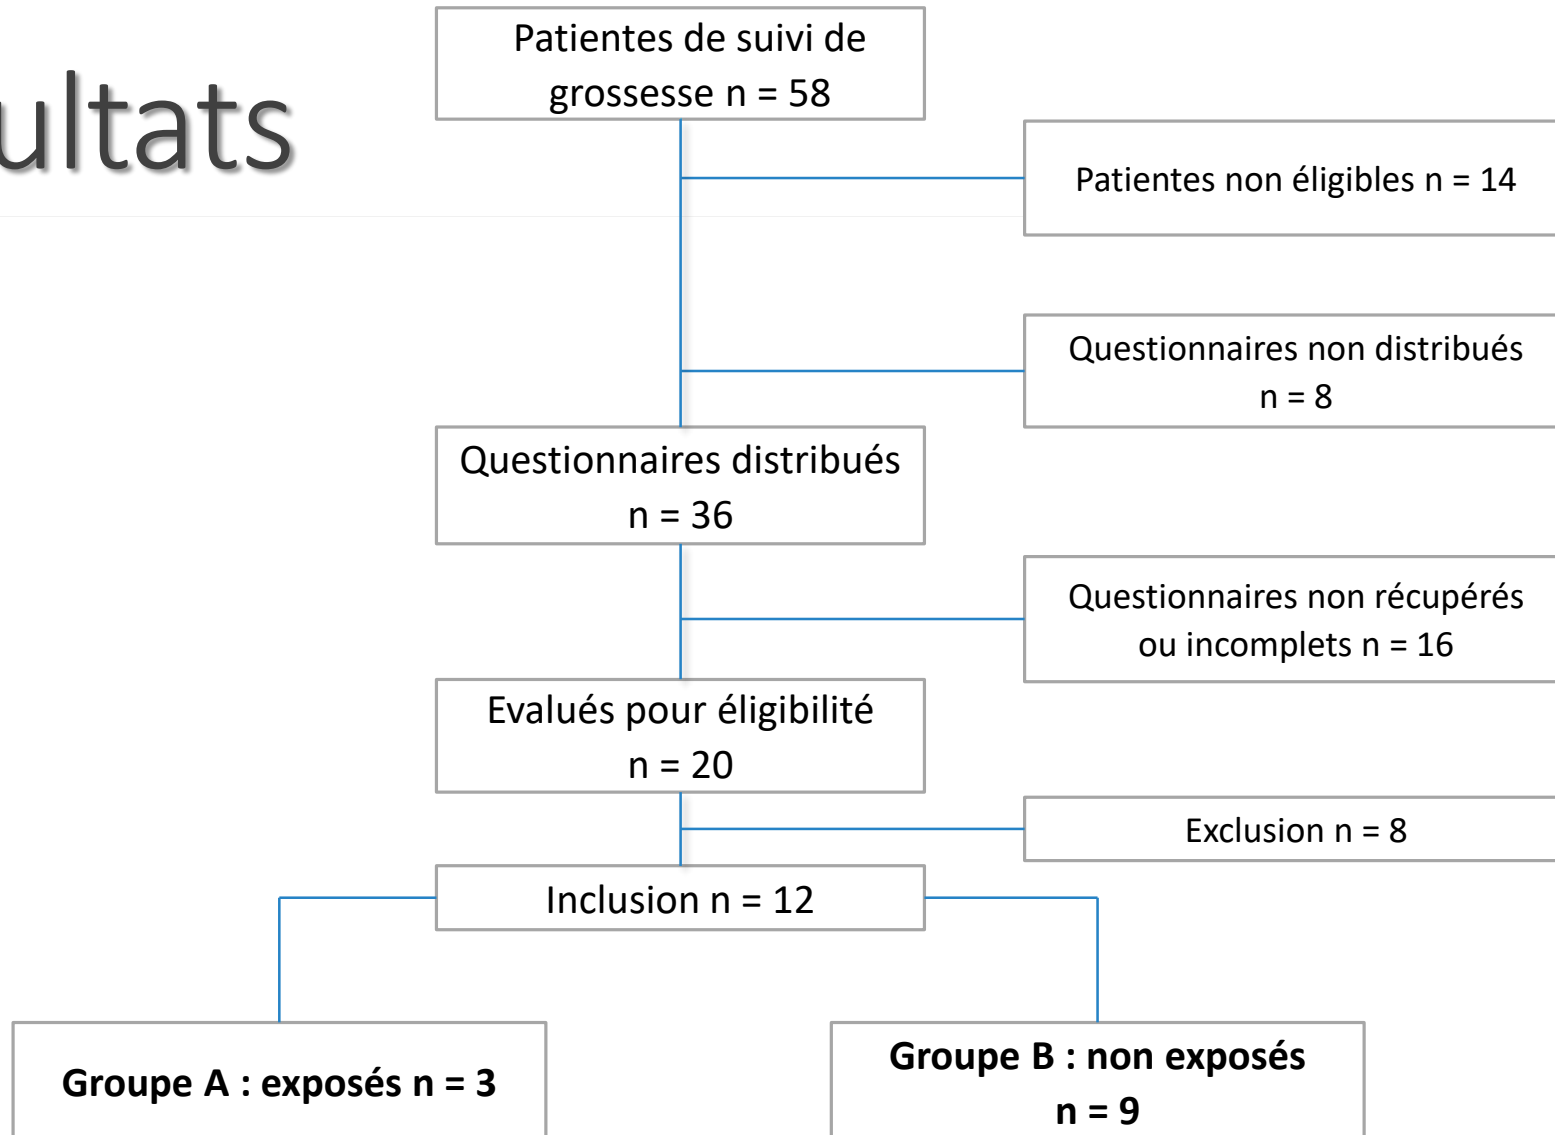 ultats
Patientes de suivi de
grossesse n = 58
Patientes non éligibles n = 14
Questionnaires non distribués
n = 8
Questionnaires distribués
n = 36
Questionnaires non récupérés
ou incomplets n = 16
Evalués pour éligibilité
n = 20
Exclusion n = 8
Inclusion n = 12
Groupe A : exposés n = 3
Groupe B : non exposés
n = 9